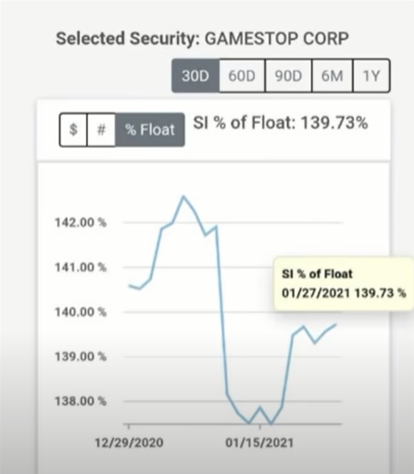 Selected Security: GAMESTOP CORP
30D 60D 90D 6M 1Y
$ # % Float SI % of Float: 139.73%
142.00 %
141.00 %
SI % of Float
01/27/2021 139.73 %
140.00 %
139.00 %
138.00 %
12/29/2020 01/15/2021